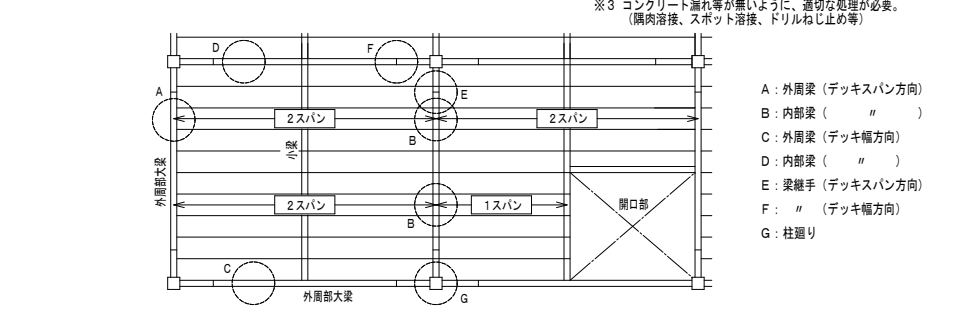 ※3 コンクリート漏れ等が無いように、適切な処理が必要。
（隅肉溶接、スポット溶接、ドリルねじ止め等）
D
F
A
E
2スパン
2スパン
B
小梁
外周部大梁
2スパン
1スパン
開口部
B
C
外周部大梁
G
A：外周梁（デッキスパン方向）
B：内部梁（　〃　）
C：外周梁（デッキ幅方向）
D：内部梁（　〃　）
E：梁継手（デッキスパン方向）
F：　〃　（デッキ幅方向）
G：柱廻り